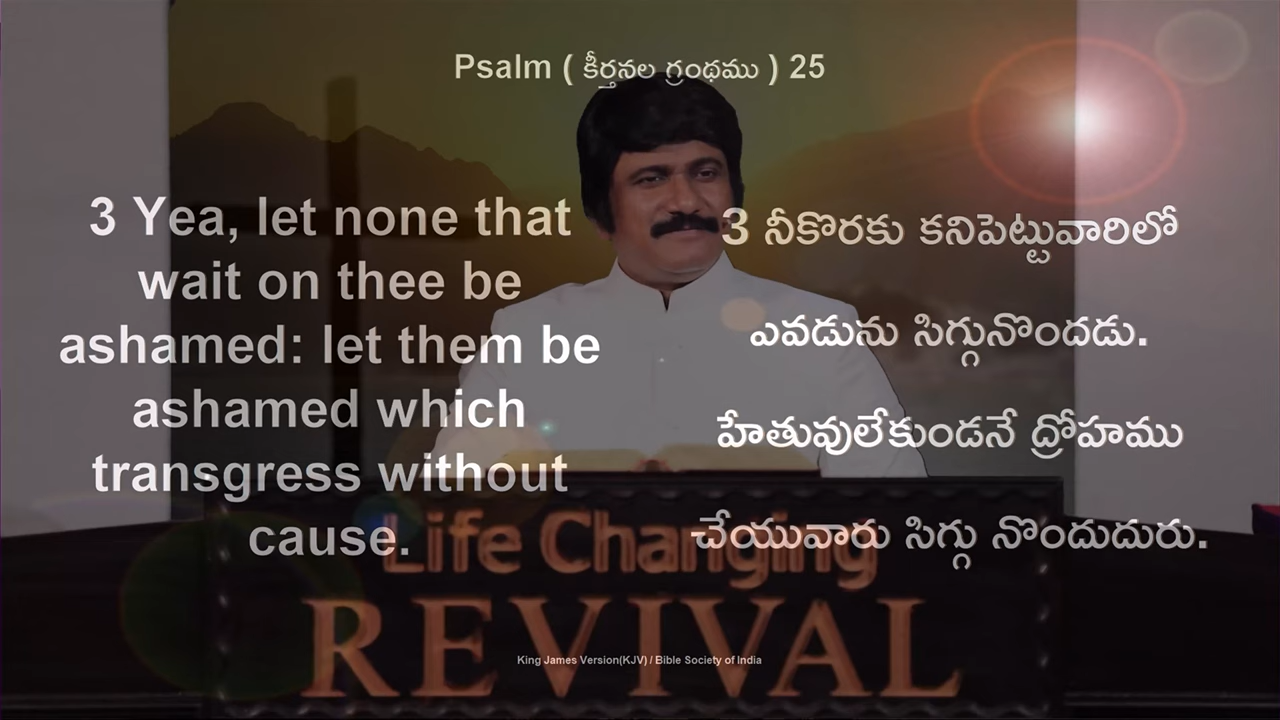 Psalm ( కీర్తనల గ్రంథము ) 25
3 Yea, let none that
wait on thee be
ashamed: let them be
ashamed which
transgress without
cause.
3 నీకొరకు కనిపెట్టువారిలో
ఎవడును సిగ్గునొందడు.
హేతువులేకుండనే ద్రోహము
చేయువారు సిగ్గు నొందుదురు.
Life Changing
REVIVAL
King James Version(KJV) / Bible Society of India